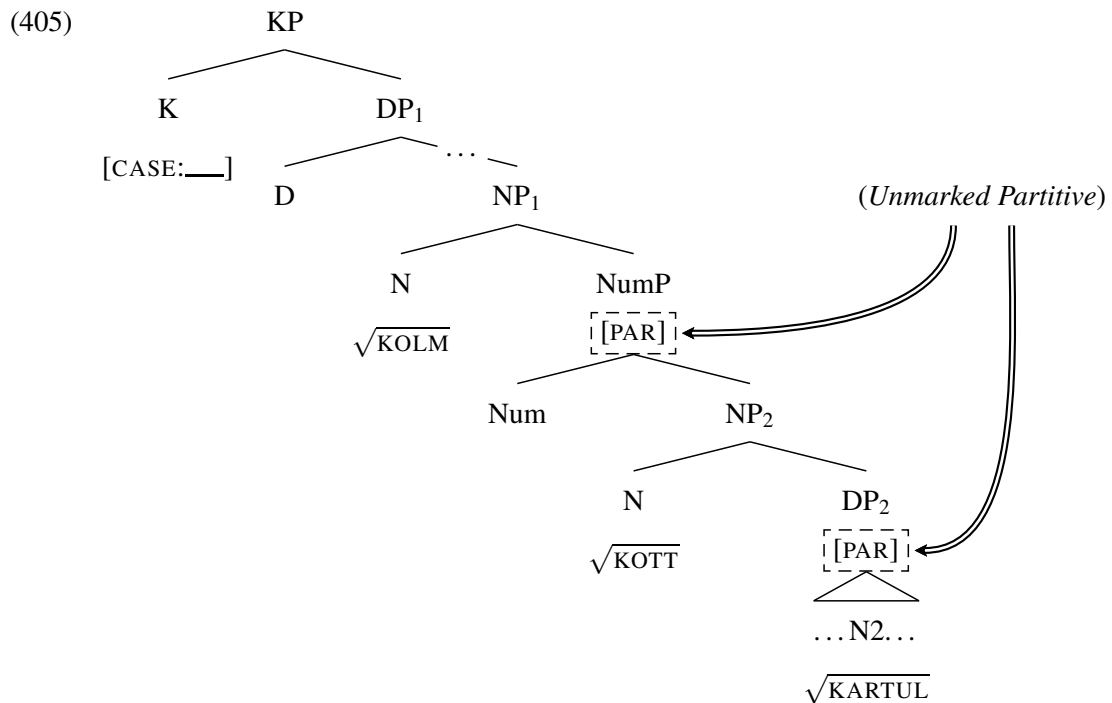 (405) KP
K DP₁
[CASE:___] D ... NP₁ (Unmarked Partitive)
N NumP
√KOLM [PAR]
Num NP₂
N DP₂
√KOTT [PAR]
...N2...
√KARTUL